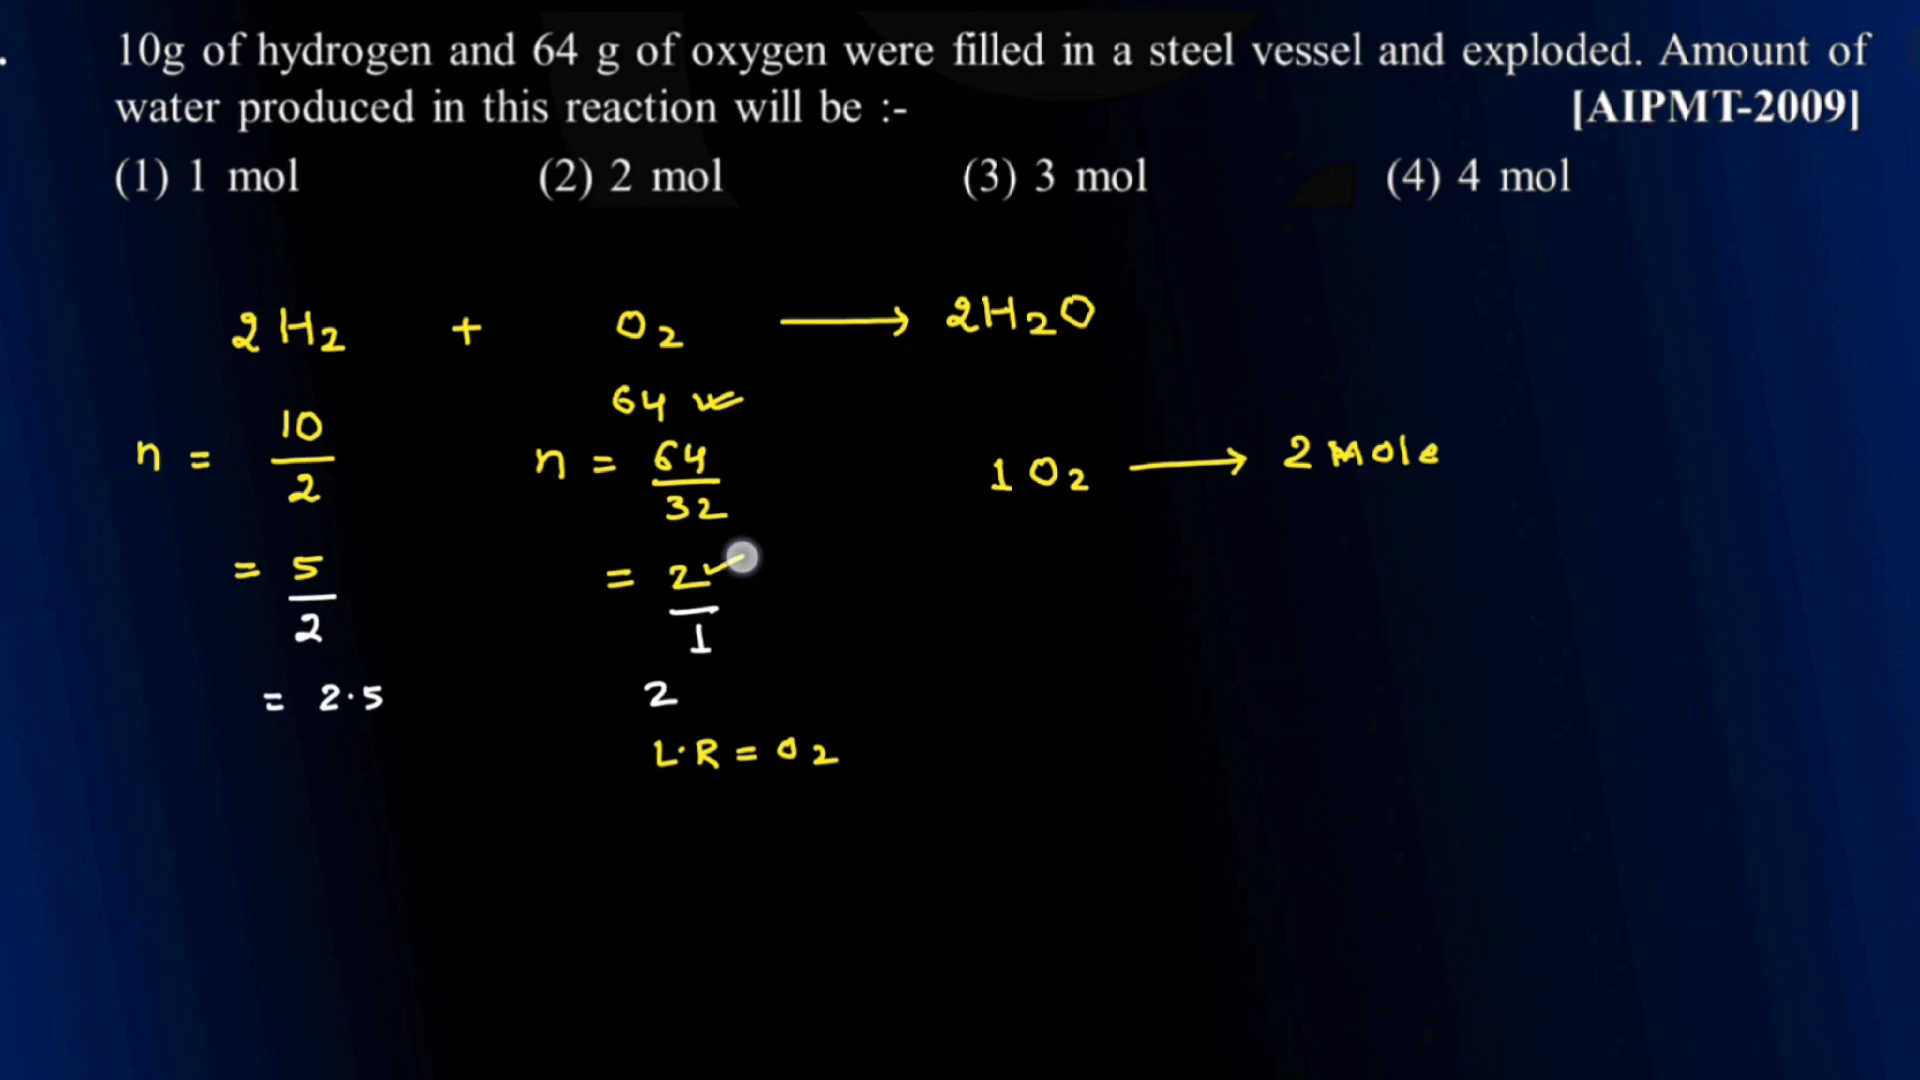 10g of hydrogen and 64 g of oxygen were filled in a steel vessel and exploded. Amount of
water produced in this reaction will be :- [AIPMT-2009]
(1) 1 mol (2) 2 mol (3) 3 mol (4) 4 mol
2H₂ + O₂ ⟶ 2H₂O
64
n = 10/2 n = 64/32 1 O₂ ⟶ 2 Mole
= 5/2 = 2/1
= 2.5 2
L.R = O₂